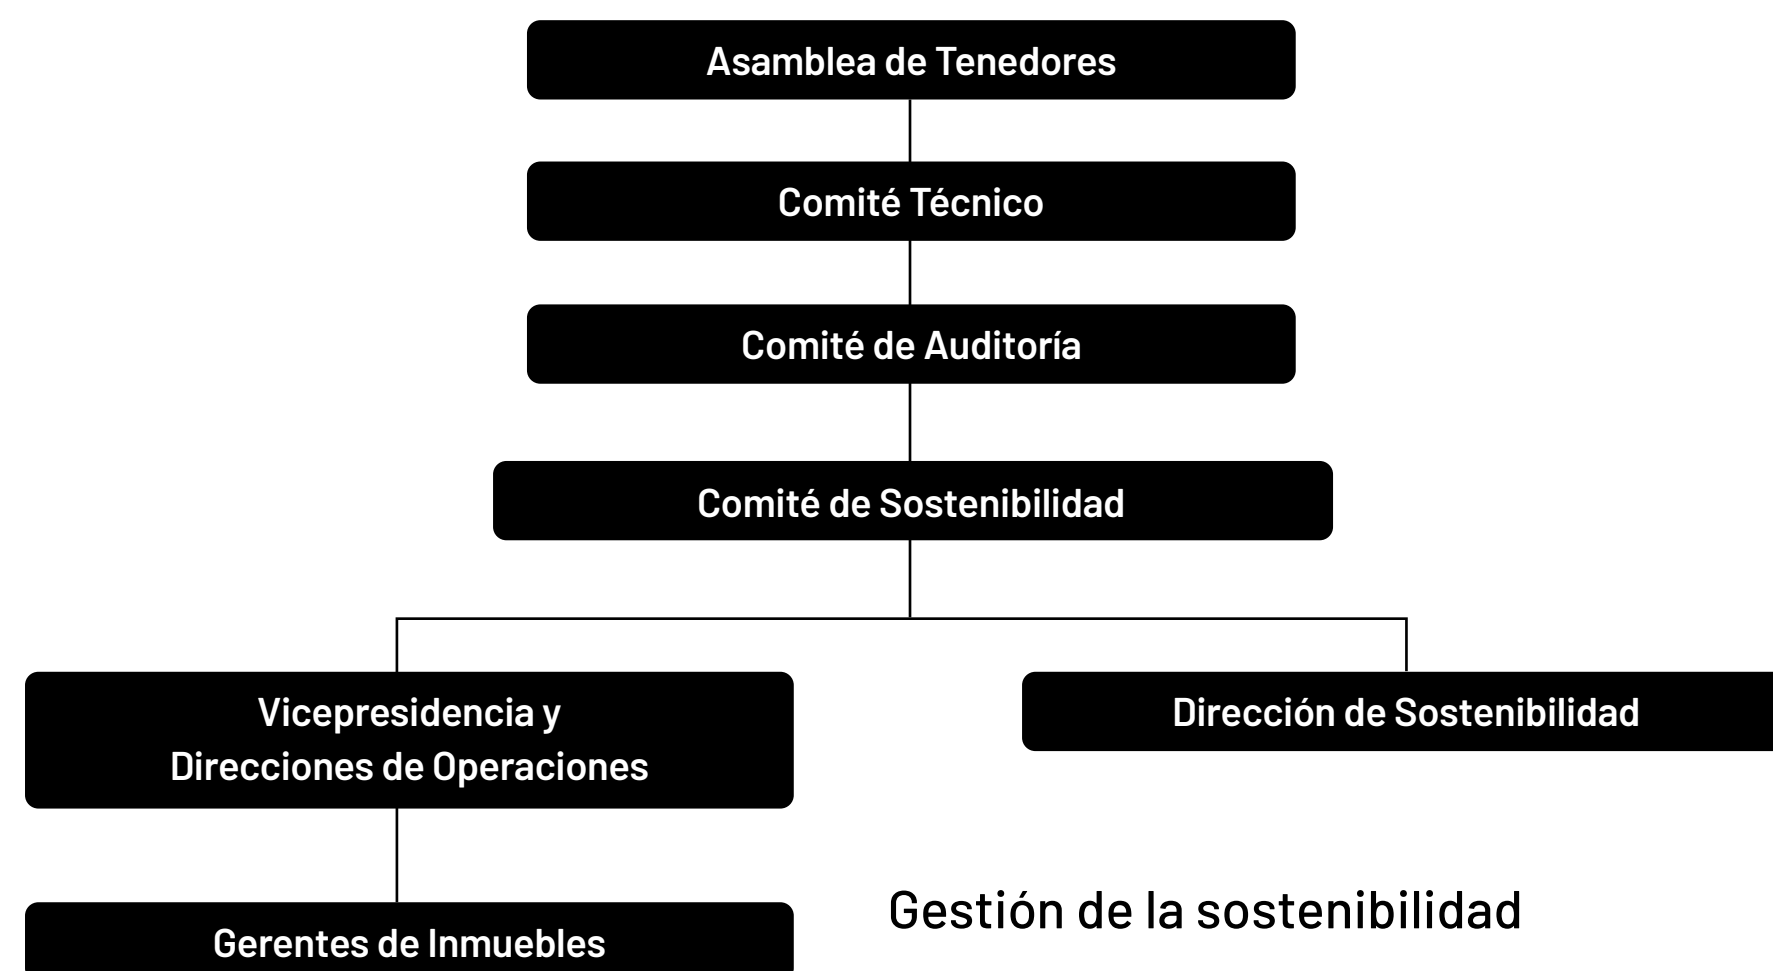 Asamblea de Tenedores
Comité Técnico
Comité de Auditoría
Comité de Sostenibilidad
Vicepresidencia y
Direcciones de Operaciones
Dirección de Sostenibilidad
Gerentes de Inmuebles
Gestión de la sostenibilidad